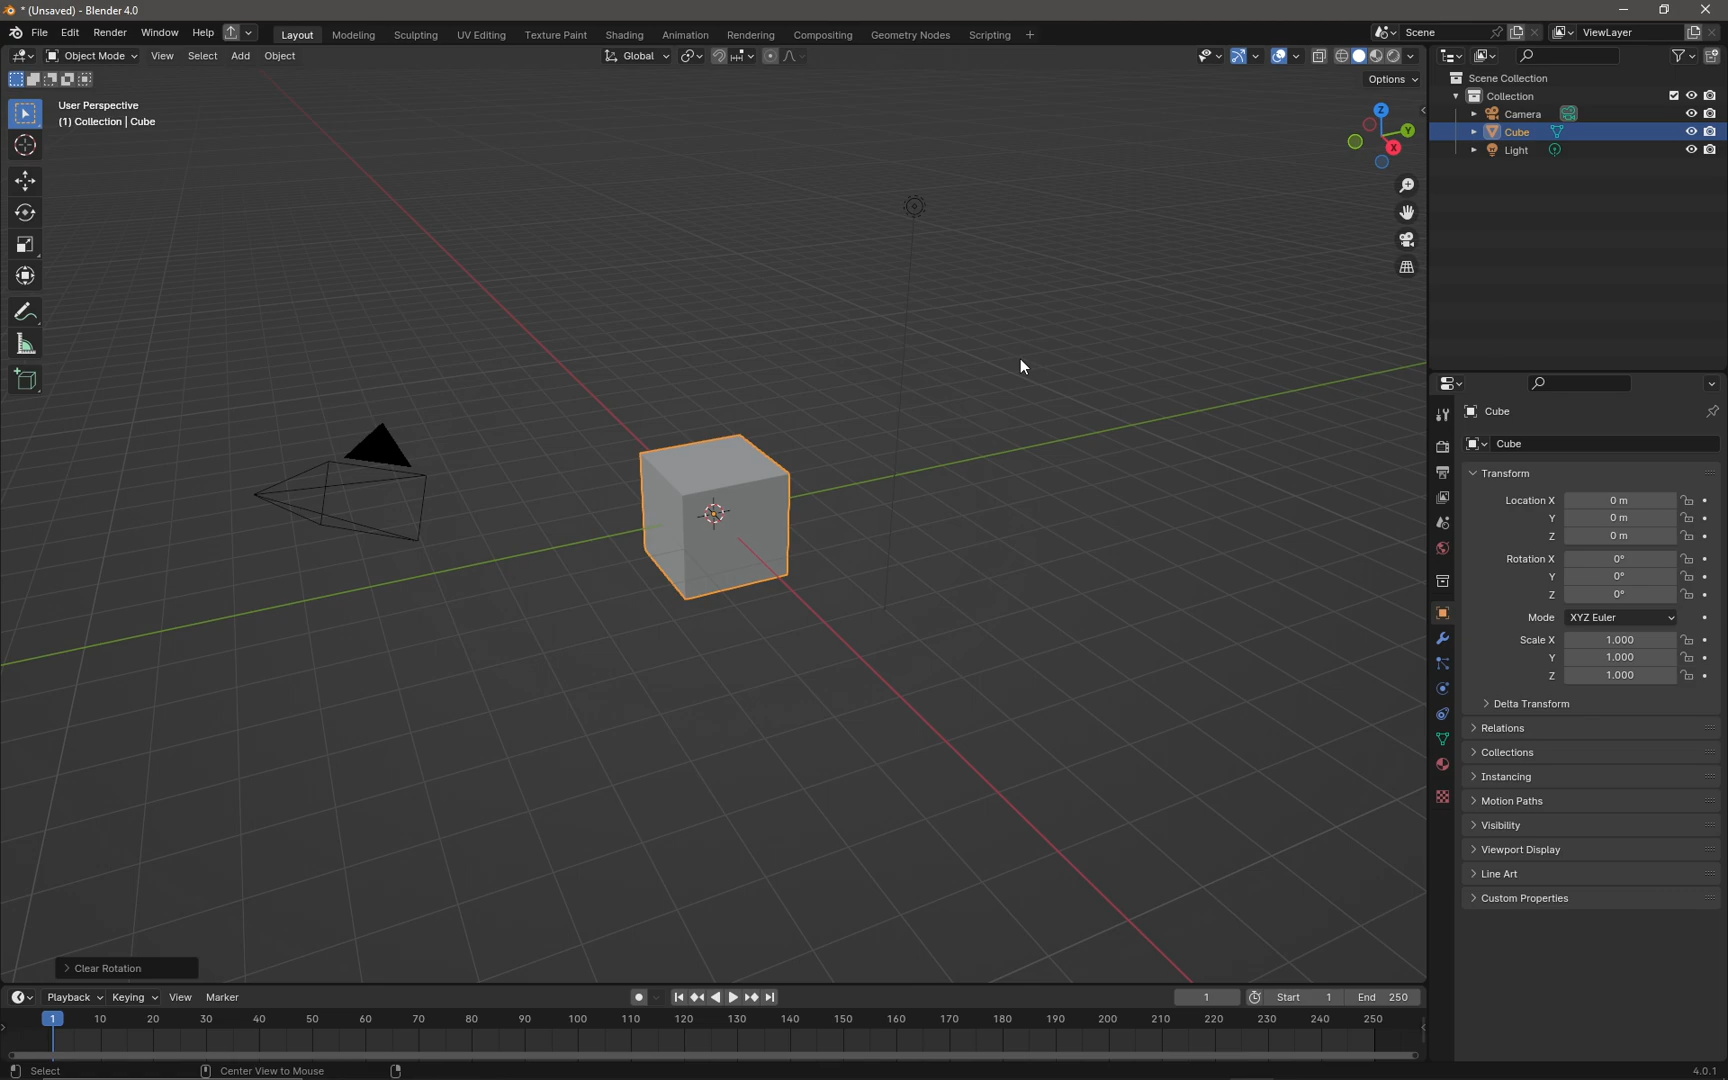 * (Unsaved) - Blender 4.0
File Edit Render Window Help Layout Modeling Sculpting UV Editing Texture Paint Shading Animation Rendering Compositing Geometry Nodes Scripting + Scene ViewLayer
Object Mode View Select Add Object Global
Options
User Perspective
(1) Collection | Cube
Z
Y
X
Scene Collection
Collection
Camera
Cube
Light
Cube
Cube
Transform
Location X 0 m
Y 0 m
Z 0 m
Rotation X 0°
Y 0°
Z 0°
Mode XYZ Euler
Scale X 1.000
Y 1.000
Z 1.000
Delta Transform
Relations
Collections
Instancing
Motion Paths
Visibility
Viewport Display
Line Art
Custom Properties
Clear Rotation
Playback Keying View Marker 1 Start 1 End 250
1 10 20 30 40 50 60 70 80 90 100 110 120 130 140 150 160 170 180 190 200 210 220 230 240 250
Select Center View to Mouse 4.0.1